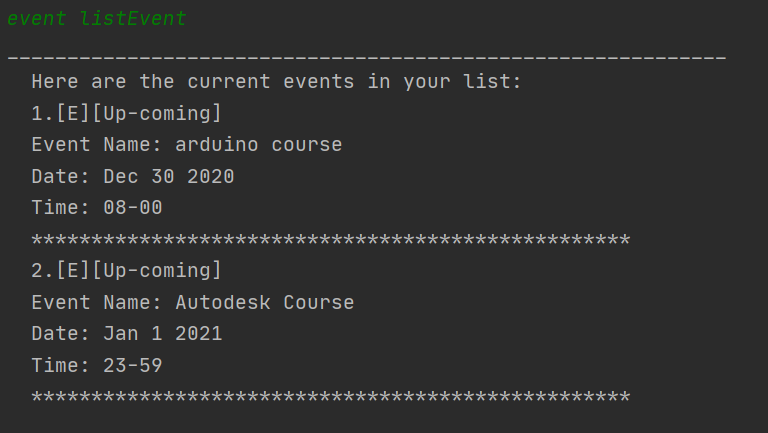 event listEvent
____________________________________________________________
Here are the current events in your list:
1.[E][Up-coming]
Event Name: arduino course
Date: Dec 30 2020
Time: 08-00
**************************************************
2.[E][Up-coming]
Event Name: Autodesk Course
Date: Jan 1 2021
Time: 23-59
**************************************************